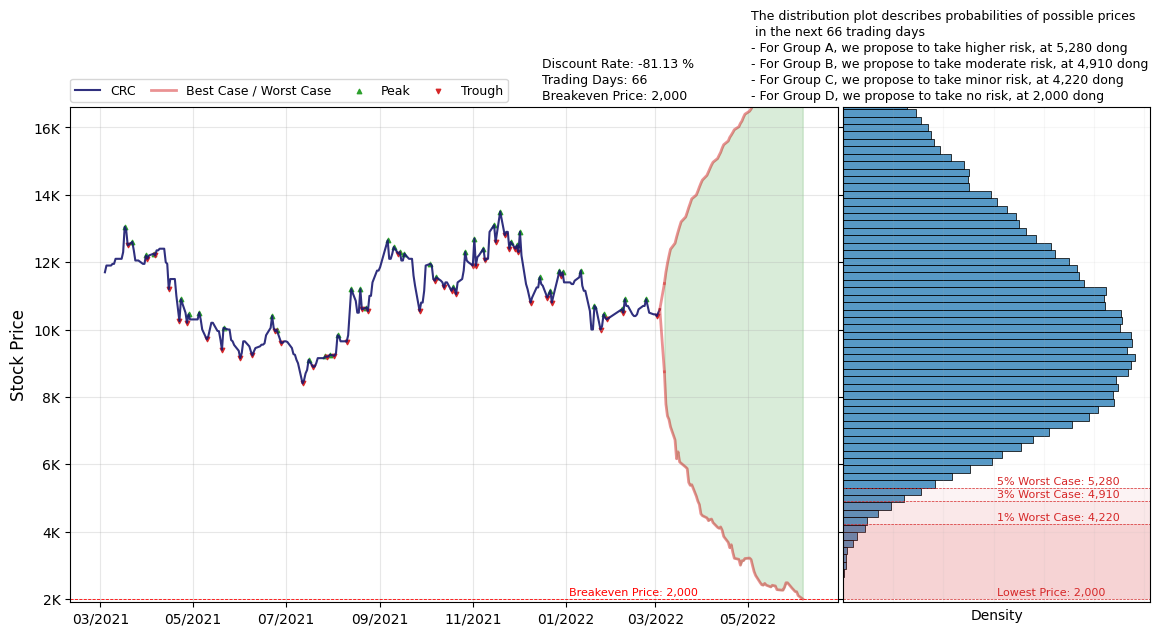 The distribution plot describes probabilities of possible prices
in the next 66 trading days
- For Group A, we propose to take higher risk, at 5,280 dong
- For Group B, we propose to take moderate risk, at 4,910 dong
- For Group C, we propose to take minor risk, at 4,220 dong
- For Group D, we propose to take no risk, at 2,000 dong
Discount Rate: -81.13 %
Trading Days: 66
Breakeven Price: 2,000
CRC Best Case / Worst Case Peak Trough
Stock Price
16K
14K
12K
10K
8K
6K
4K
2K
Breakeven Price: 2,000
03/2021 05/2021 07/2021 09/2021 11/2021 01/2022 03/2022 05/2022
5% Worst Case: 5,280
3% Worst Case: 4,910
1% Worst Case: 4,220
Lowest Price: 2,000
Density